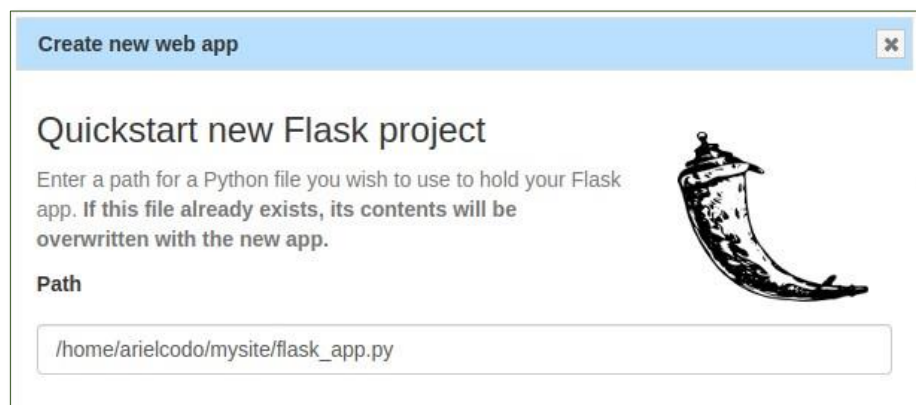 Create new web app
Quickstart new Flask project
Enter a path for a Python file you wish to use to hold your Flask
app. If this file already exists, its contents will be
overwritten with the new app.
Path
/home/arielcodo/mysite/flask_app.py